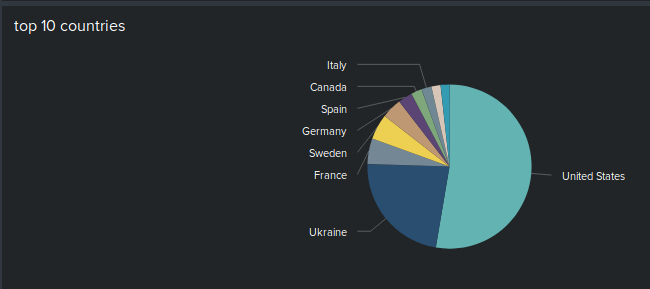 top 10 countries
Italy
Canada
Spain
Germany
Sweden
France
Ukraine
United States